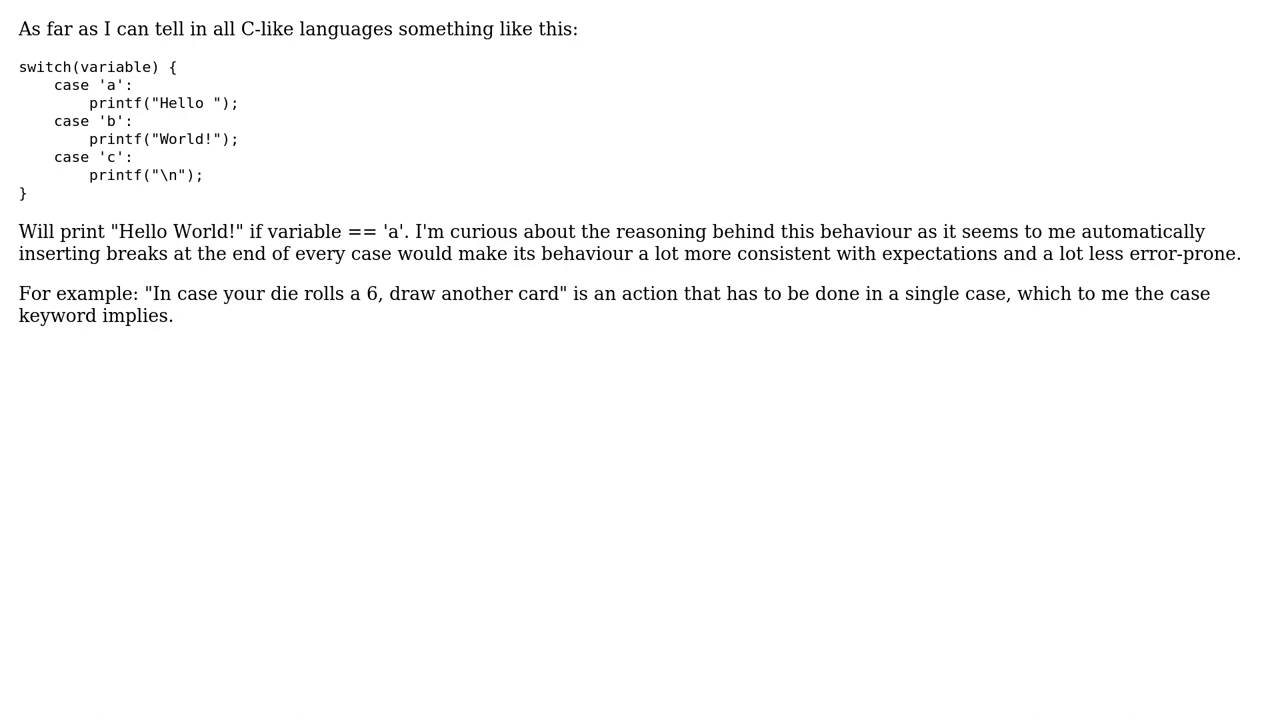 As far as I can tell in all C-like languages something like this:
switch(variable) {
    case 'a':
        printf("Hello ");
    case 'b':
        printf("World!");
    case 'c':
        printf("\n");
}
Will print "Hello World!" if variable == 'a'. I'm curious about the reasoning behind this behaviour as it seems to me automatically
inserting breaks at the end of every case would make its behaviour a lot more consistent with expectations and a lot less error-prone.
For example: "In case your die rolls a 6, draw another card" is an action that has to be done in a single case, which to me the case
keyword implies.